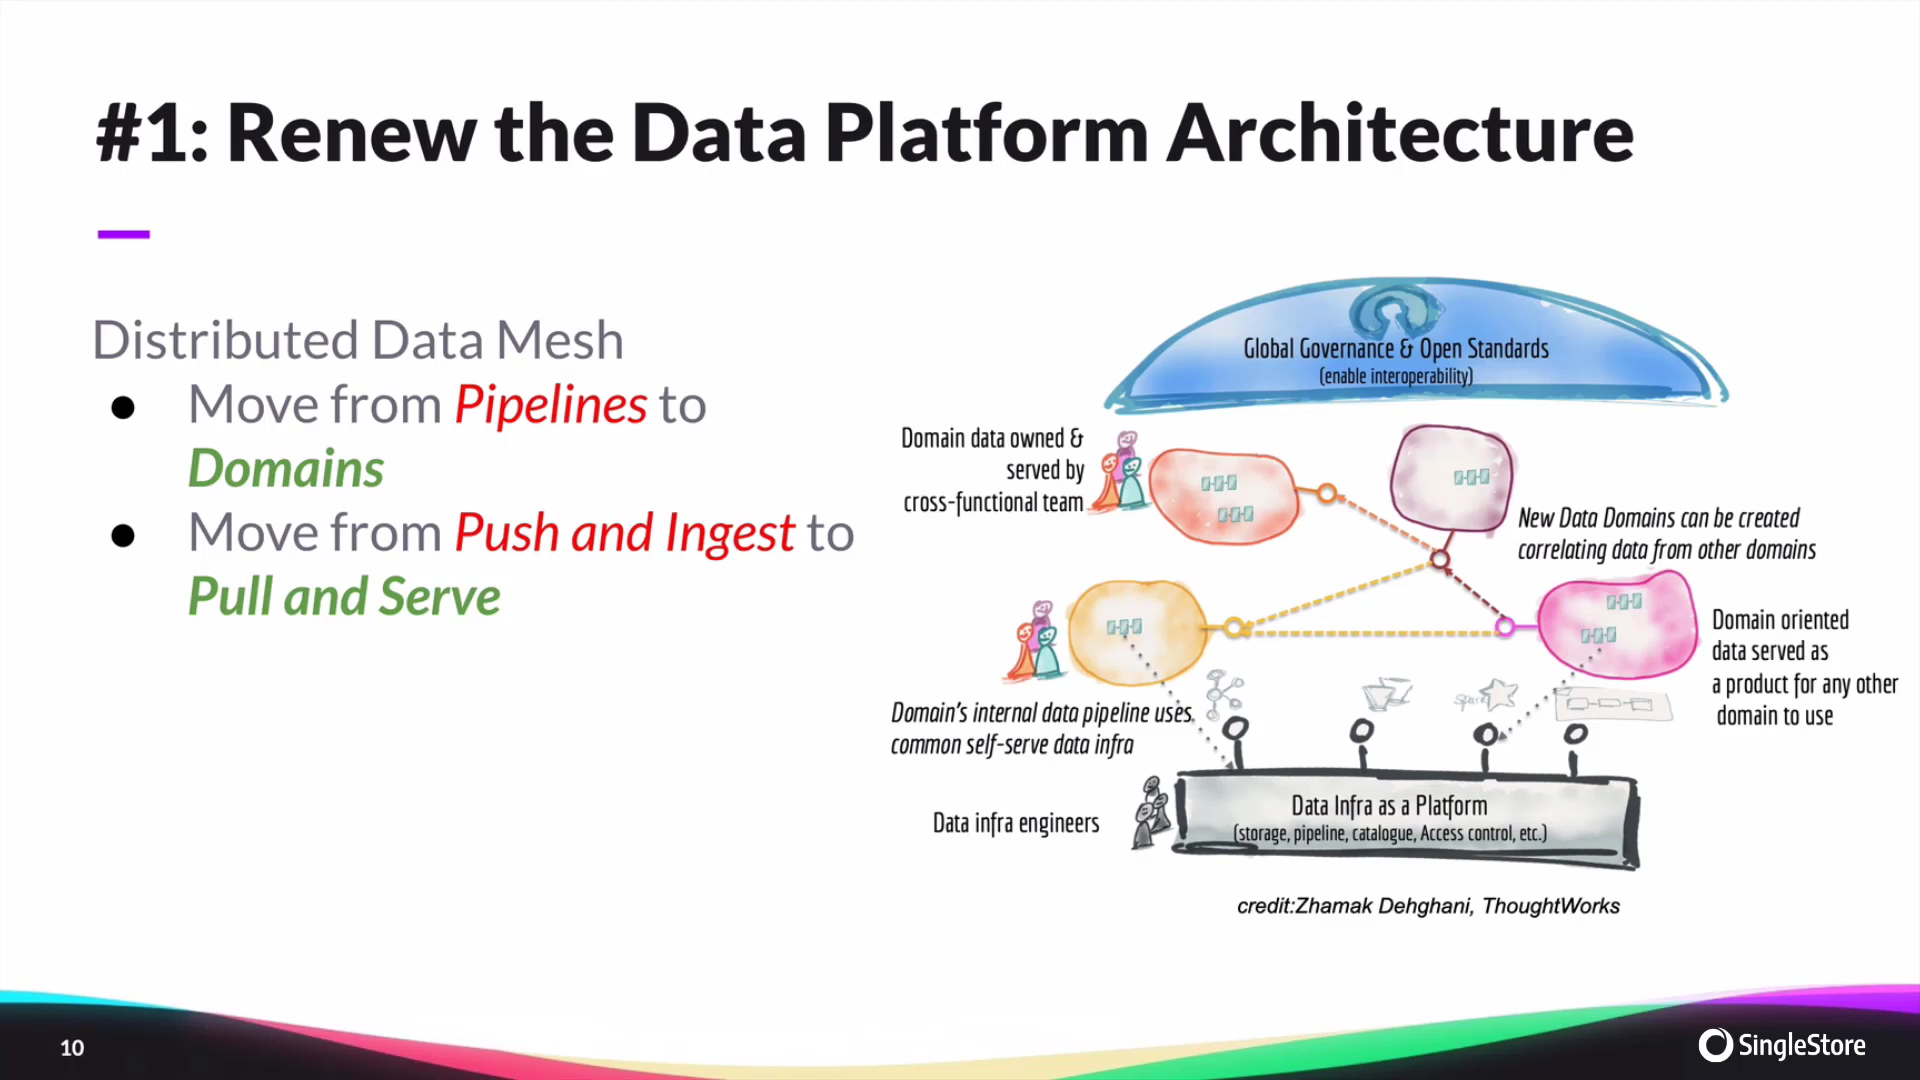 #1: Renew the Data Platform Architecture
Distributed Data Mesh
● Move from Pipelines to
Domains
● Move from Push and Ingest to
Pull and Serve
Global Governance & Open Standards
(enable interoperability)
Domain data owned &
served by
cross-functional team
New Data Domains can be created
correlating data from other domains
Domain oriented
data served as
a product for any other
domain to use
Domain's internal data pipeline uses
common self-serve data infra
Data infra engineers
Data Infra as a Platform
(storage, pipeline, catalogue, Access control, etc.)
credit:Zhamak Dehghani, ThoughtWorks
10
SingleStore